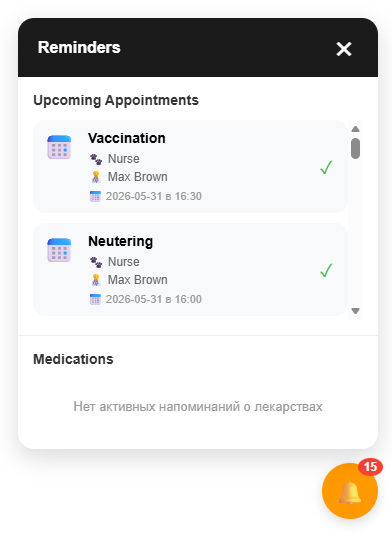 Reminders
Upcoming Appointments
Vaccination
Nurse
Max Brown
2026-05-31 в 16:30
Neutering
Nurse
Max Brown
2026-05-31 в 16:00
Medications
Нет активных напоминаний о лекарствах
15